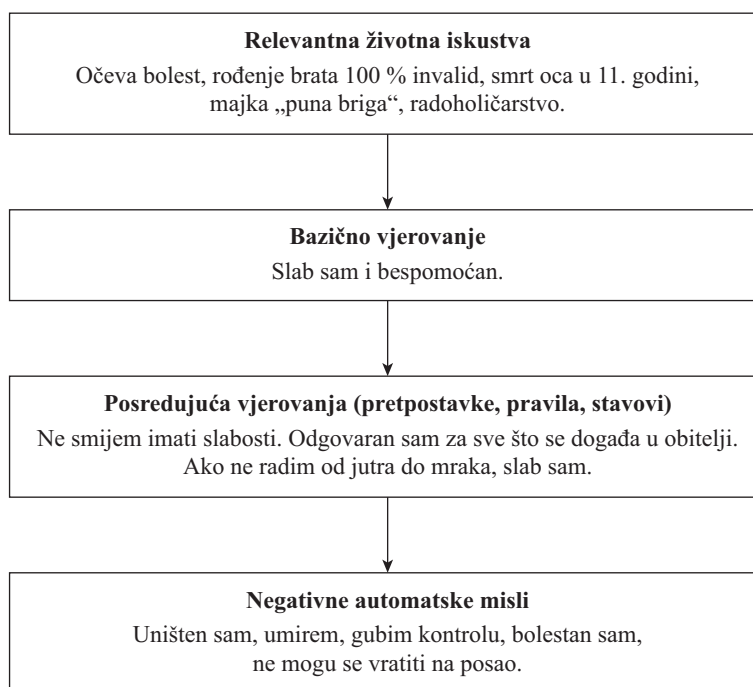 Relevantna životna iskustva
Očeva bolest, rođenje brata 100 % invalid, smrt oca u 11. godini,
majka „puna briga“, radoholičarstvo.
Bazično vjerovanje
Slab sam i bespomoćan.
Posredujuća vjerovanja (pretpostavke, pravila, stavovi)
Ne smijem imati slabosti. Odgovaran sam za sve što se događa u obitelji.
Ako ne radim od jutra do mraka, slab sam.
Negativne automatske misli
Uništen sam, umirem, gubim kontrolu, bolestan sam,
ne mogu se vratiti na posao.